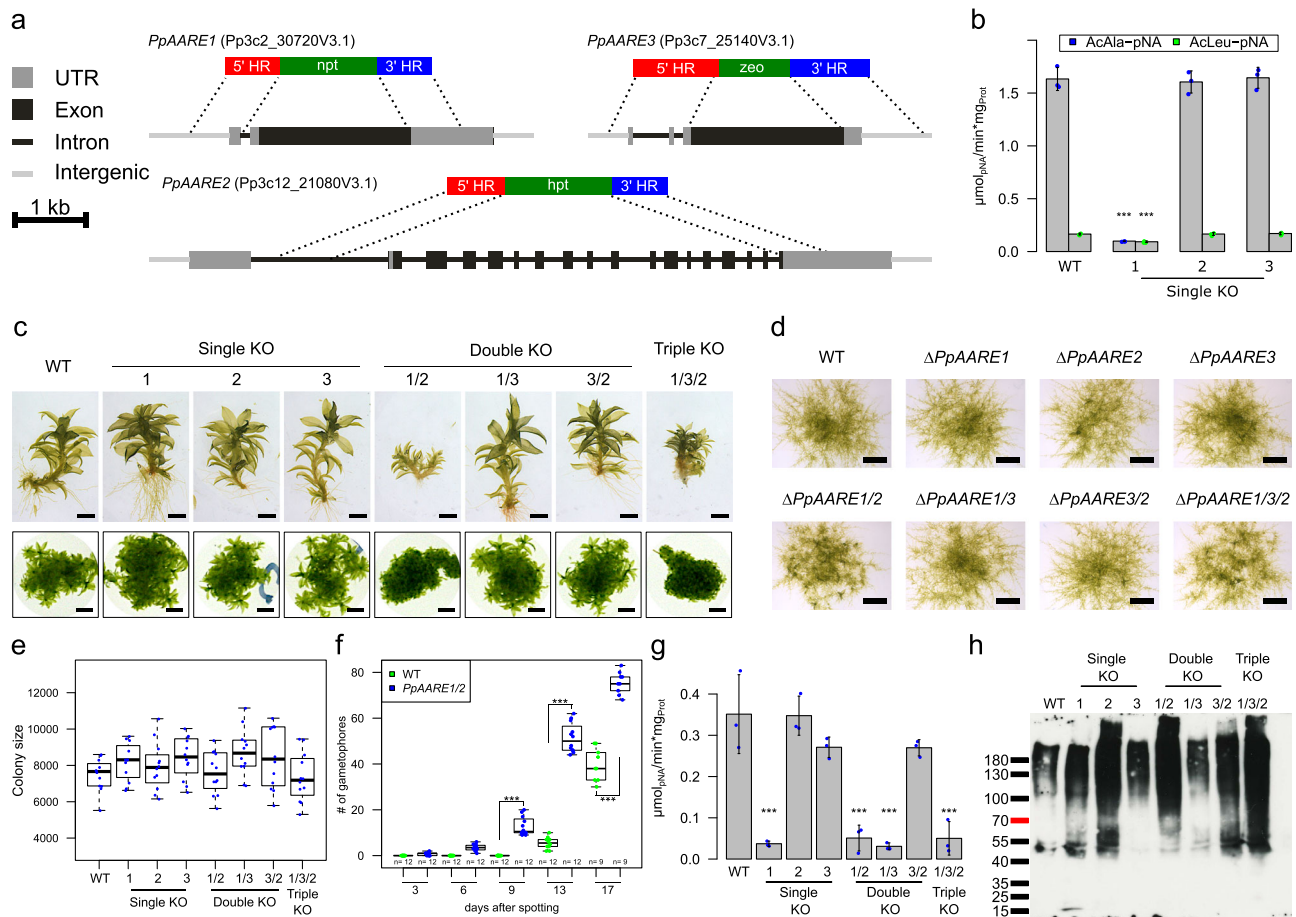 a
PpAARE1 (Pp3c2_30720V3.1)
5' HR npt 3' HR
PpAARE3 (Pp3c7_25140V3.1)
5' HR zeo 3' HR
UTR
Exon
Intron
Intergenic
1 kb
PpAARE2 (Pp3c12_21080V3.1)
5' HR hpt 3' HR
b
AcAla−pNA AcLeu−pNA
μmolpNA/min*mgProt
1.5
1.0
0.5
0.0
*** ***
WT 1 2 3
Single KO
c
WT Single KO Double KO Triple KO
1 2 3 1/2 1/3 3/2 1/3/2
d
WT ΔPpAARE1 ΔPpAARE2 ΔPpAARE3
ΔPpAARE1/2 ΔPpAARE1/3 ΔPpAARE3/2 ΔPpAARE1/3/2
e
Colony size
12000
10000
8000
6000
4000
WT 1 2 3 1/2 1/3 3/2 1/3/2
Single KO Double KO Triple KO
f
WT
PpAARE1/2
# of gametophores
80
60
40
20
0
***
***
***
n= 12 n= 12 n= 12 n= 12 n= 12 n= 12 n= 12 n= 12 n= 9 n= 9
3 6 9 13 17
days after spotting
g
μmolpNA/min*mgProt
0.4
0.3
0.2
0.1
0.0
*** *** *** ***
WT 1 2 3 1/2 1/3 3/2 1/3/2
Single KO Double KO Triple KO
h
Single KO Double KO Triple KO
WT 1 2 3 1/2 1/3 3/2 1/3/2
180
130
100
70
55
40
35
25
15